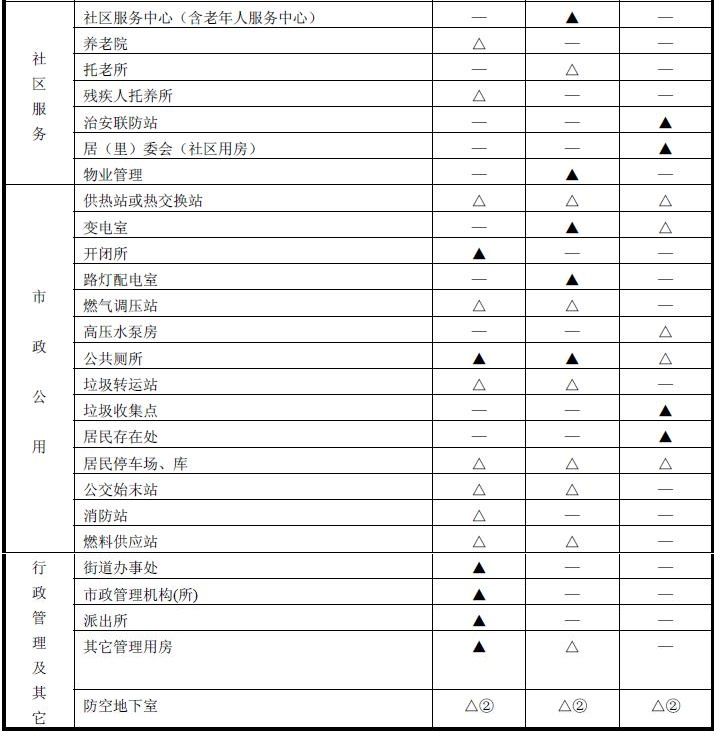 社区服务
社区服务中心（含老年人服务中心） — ▲ —
养老院 △ — —
托老所 — △ —
残疾人托养所 △ — —
治安联防站 — — ▲
居（里）委会（社区用房） — — ▲
物业管理 — ▲ —
市政公用
供热站或热交换站 △ △ △
变电室 — ▲ △
开闭所 ▲ — —
路灯配电室 — ▲ —
燃气调压站 △ △ —
高压水泵房 — — △
公共厕所 ▲ ▲ △
垃圾转运站 △ △ —
垃圾收集点 — — ▲
居民存在处 — — ▲
居民停车场、库 △ △ △
公交始末站 △ △ —
消防站 △ — —
燃料供应站 △ △ —
行政管理及其它
街道办事处 ▲ — —
市政管理机构(所) ▲ — —
派出所 ▲ — —
其它管理用房 ▲ △ —
防空地下室 △② △② △②